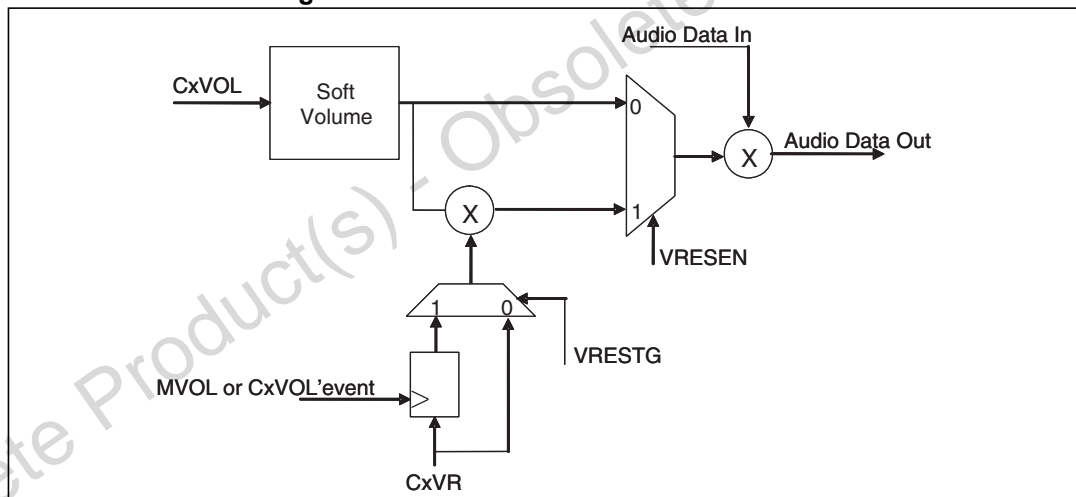 Audio Data In
CxVOL
Soft
Volume
0
Audio Data Out
X
X
1
VRESEN
1
0
VRESTG
MVOL or CxVOL'event
CxVR
ete Product(s) - Obsolete